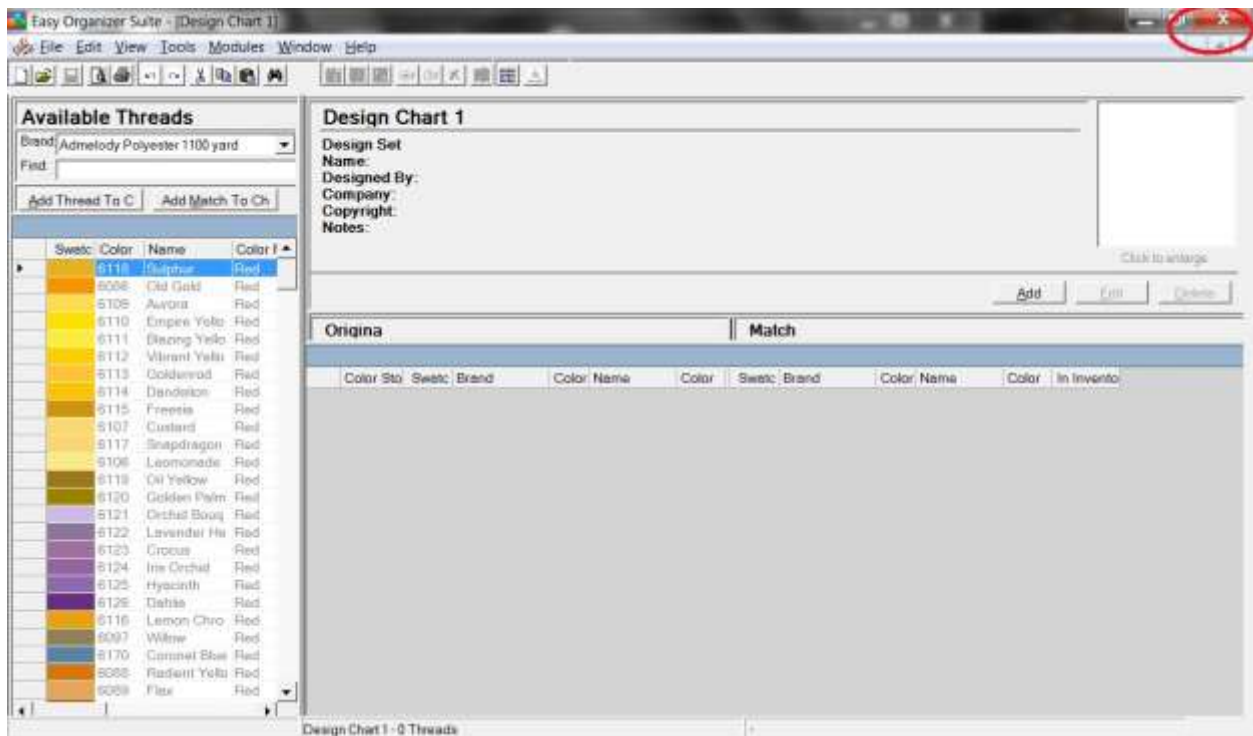 Easy Organizer Suite - [Design Chart 1]
File Edit View Tools Modules Window Help
Available Threads
Brand: Admelody Polyester 1100 yard
Find:
Add Thread To C Add Match To Ch
Swatc Color Name Color F
6118 Sulphur Red
Old Gold Red
6109 Aurora Red
6110 Empire Yello Red
6111 Blazing Yello Red
6112 Vibrant Yello Red
6113 Goldenrod Red
6114 Dandelion Red
6115 Freesia Red
6107 Custard Red
6117 Snapdragon Red
6106 Leomonade Red
6119 Oil Yellow Red
6120 Golden Palm Red
6121 Orchid Bouq Red
6122 Lavender He Red
6123 Crocus Red
6124 Iris Orchid Red
6125 Hyacinth Red
6126 Dahlia Red
6116 Lemon Chro Red
6097 Willow Red
6170 Coronet Blue Red
Radient Yello Red
Flax Red
Design Chart 1
Design Set
Name:
Designed By:
Company:
Copyright:
Notes:
Click to enlarge
Add Edit Delete
Origina Match
Color Sto Swatc Brand Color Name Color Swatc Brand Color Name Color In Invento
Design Chart 1 - 0 Threads